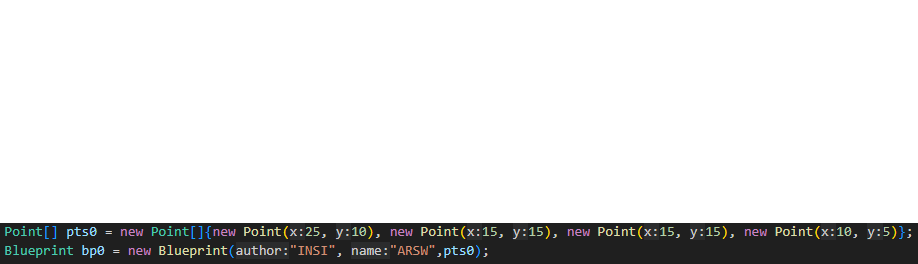 Point[] pts0 = new Point[]{new Point(x:25, y:10), new Point(x:15, y:15), new Point(x:15, y:15), new Point(x:10, y:5)};
Blueprint bp0 = new Blueprint(author:"INSI", name:"ARSW",pts0);